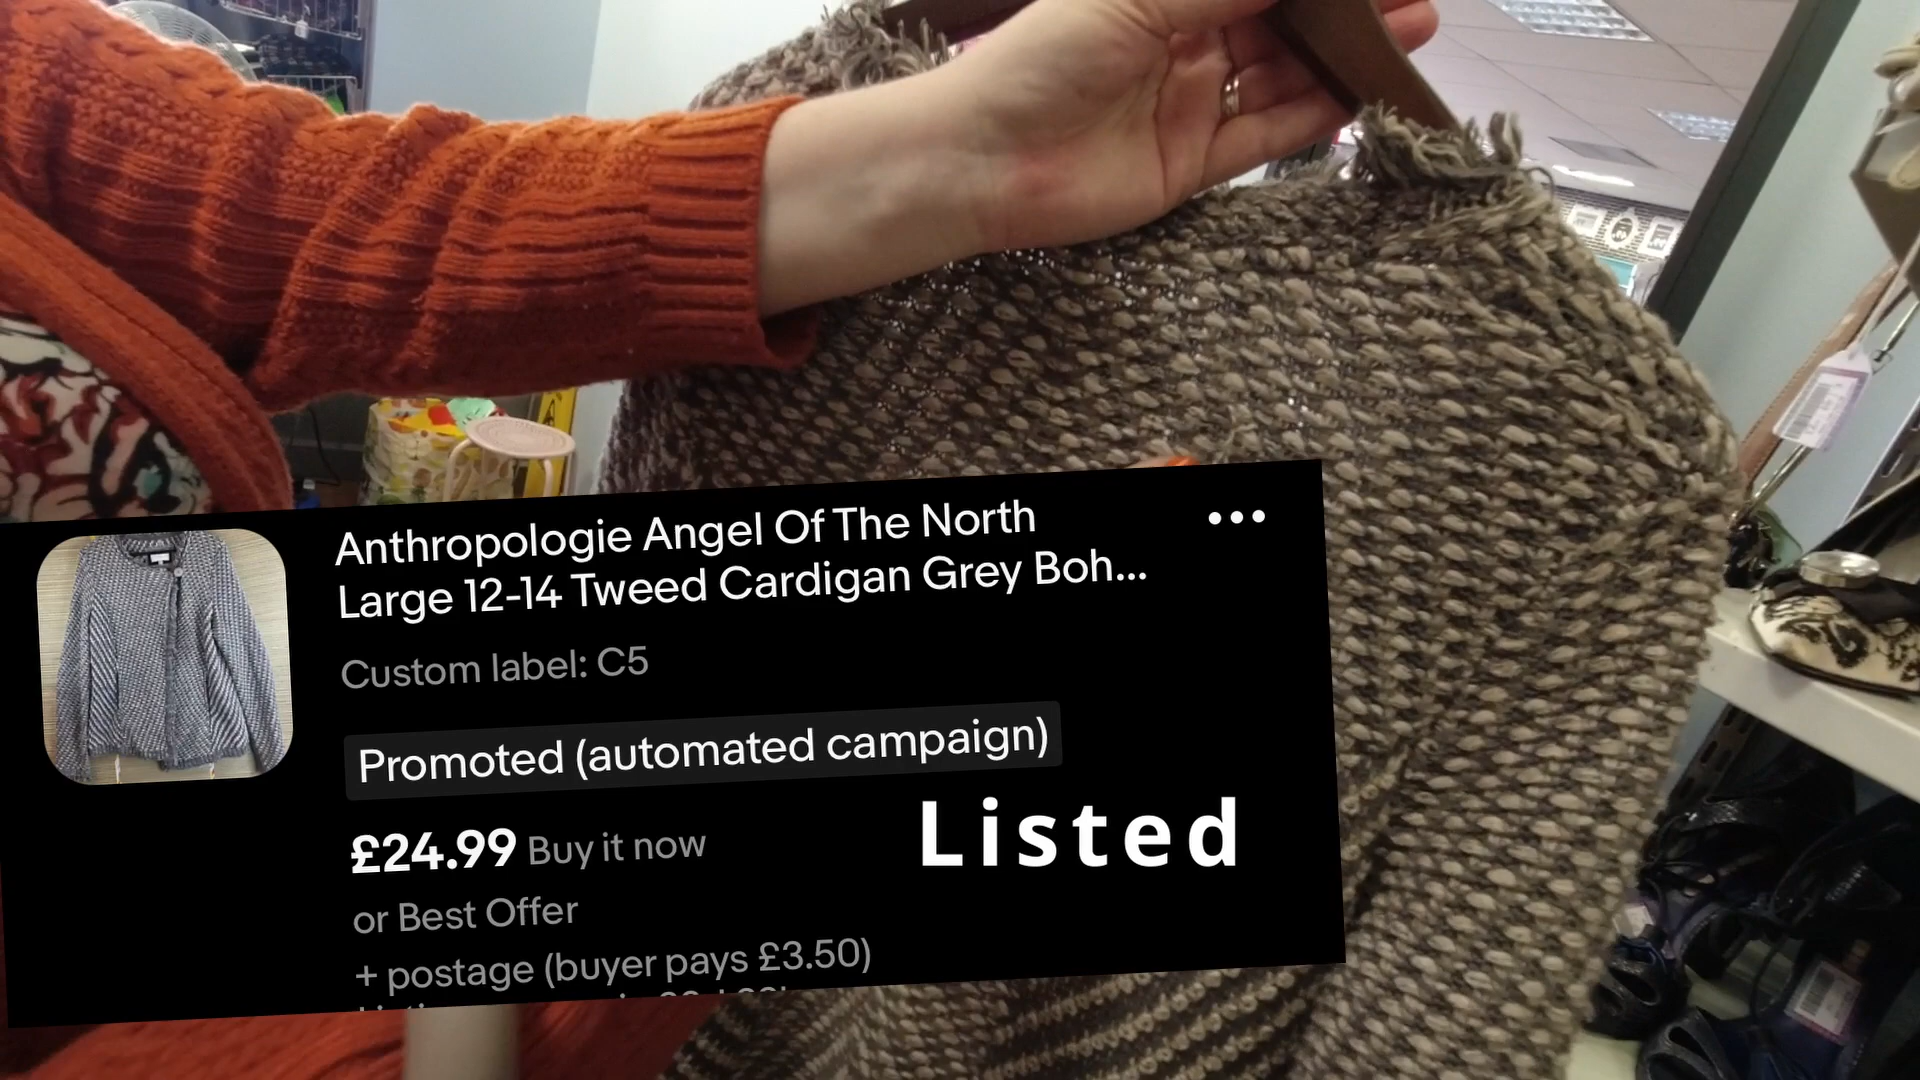 Anthropologie Angel Of The North
Large 12-14 Tweed Cardigan Grey Boh...
Custom label: C5
Promoted (automated campaign)
£24.99 Buy it now
Listed
or Best Offer
+ postage (buyer pays £3.50)